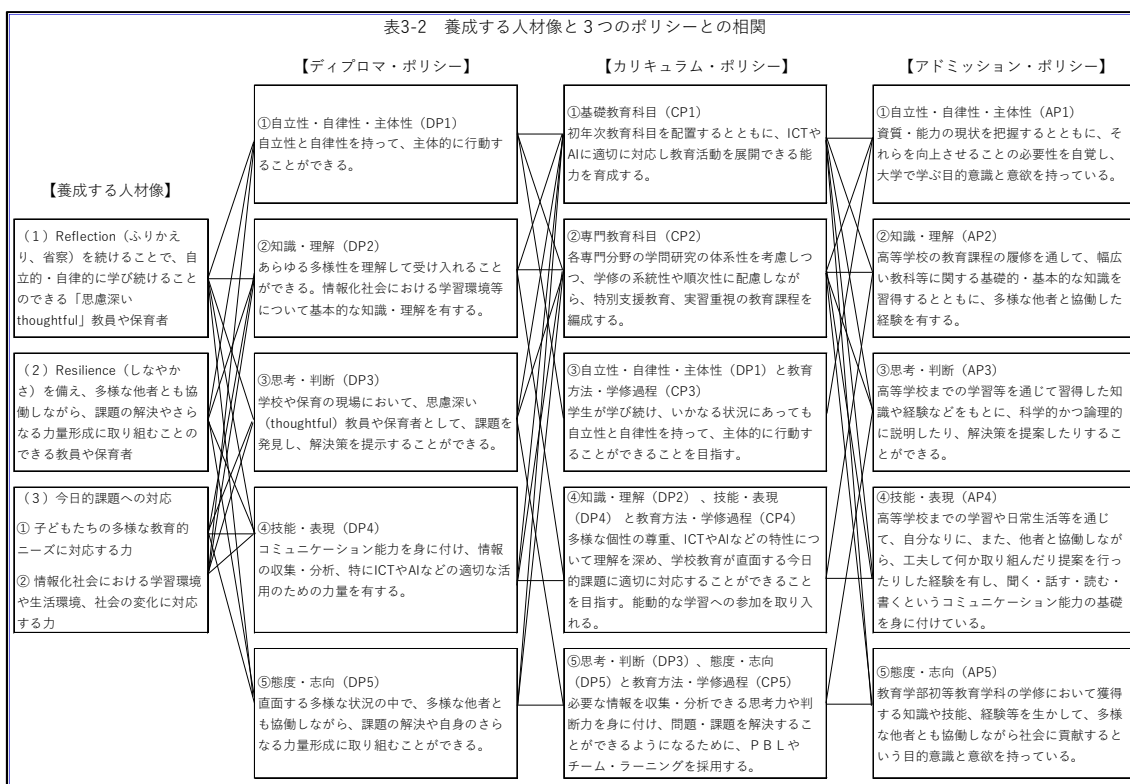 表3-2　養成する人材像と３つのポリシーとの相関
【養成する人材像】
（１）Reflection（ふりかえ
り、省察）を続けることで、自
立的・自律的に学び続けること
のできる「思慮深い
thoughtful」教員や保育者
（２）Resilience（しなやか
さ）を備え、多様な他者とも協
働しながら、課題の解決やさら
なる力量形成に取り組むことの
できる教員や保育者
（３）今日的課題への対応
① 子どもたちの多様な教育的
ニーズに対応する力
② 情報化社会における学習環境
や生活環境、社会の変化に対応
する力
【ディプロマ・ポリシー】
①自立性・自律性・主体性（DP1）
自立性と自律性を持って、主体的に行動す
ることができる。
②知識・理解（DP2）
あらゆる多様性を理解して受け入れること
ができる。情報化社会における学習環境等
について基本的な知識・理解を有する。
③思考・判断（DP3）
学校や保育の現場において、思慮深い
（thoughtful）教員や保育者として、課題を
発見し、解決策を提示することができる。
④技能・表現（DP4）
コミュニケーション能力を身に付け、情報
の収集・分析、特にICTやAIなどの適切な活
用のための力量を有する。
⑤態度・志向（DP5）
直面する多様な状況の中で、多様な他者と
も協働しながら、課題の解決や自身のさら
なる力量形成に取り組むことができる。
【カリキュラム・ポリシー】
①基礎教育科目（CP1）
初年次教育科目を配置するとともに、ICTや
AIに適切に対応し教育活動を展開できる能
力を育成する。
②専門教育科目（CP2）
各専門分野の学問研究の体系性を考慮しつ
つ、学修の系統性や順次性に配慮しなが
ら、特別支援教育、実習重視の教育課程を
編成する。
③自立性・自律性・主体性（DP1）と教育
方法・学修過程（CP3）
学生が学び続け、いかなる状況にあっても
自立性と自律性を持って、主体的に行動す
ることができることを目指す。
④知識・理解（DP2）、技能・表現
（DP4） と教育方法・学修過程（CP4）
多様な個性の尊重、ICTやAIなどの特性につ
いて理解を深め、学校教育が直面する今日
的課題に適切に対応することができること
を目指す。能動的な学習への参加を取り入
れる。
⑤思考・判断（DP3）、態度・志向
（DP5）と教育方法・学修過程（CP5）
必要な情報を収集・分析できる思考力や判
断力を身に付け、問題・課題を解決するこ
とができるようになるために、ＰＢＬや
チーム・ラーニングを採用する。
【アドミッション・ポリシー】
①自立性・自律性・主体性（AP1）
資質・能力の現状を把握するとともに、そ
れらを向上させることの必要性を自覚し、
大学で学ぶ目的意識と意欲を持っている。
②知識・理解（AP2）
高等学校の教育課程の履修を通して、幅広
い教科等に関する基礎的・基本的な知識を
習得するとともに、多様な他者と協働した
経験を有する。
③思考・判断（AP3）
高等学校までの学習等を通じて習得した知
識や経験などをもとに、科学的かつ論理的
に説明したり、解決策を提案したりするこ
とができる。
④技能・表現（AP4）
高等学校までの学習や日常生活等を通じ
て、自分なりに、また、他者と協働しなが
ら、工夫して何か取り組んだり提案を行っ
たりした経験を有し、聞く・話す・読む・
書くというコミュニケーション能力の基礎
を身に付けている。
⑤態度・志向（AP5）
教育学部初等教育学科の学修において獲得
する知識や技能、経験等を生かして、多様
な他者とも協働しながら社会に貢献すると
いう目的意識と意欲を持っている。